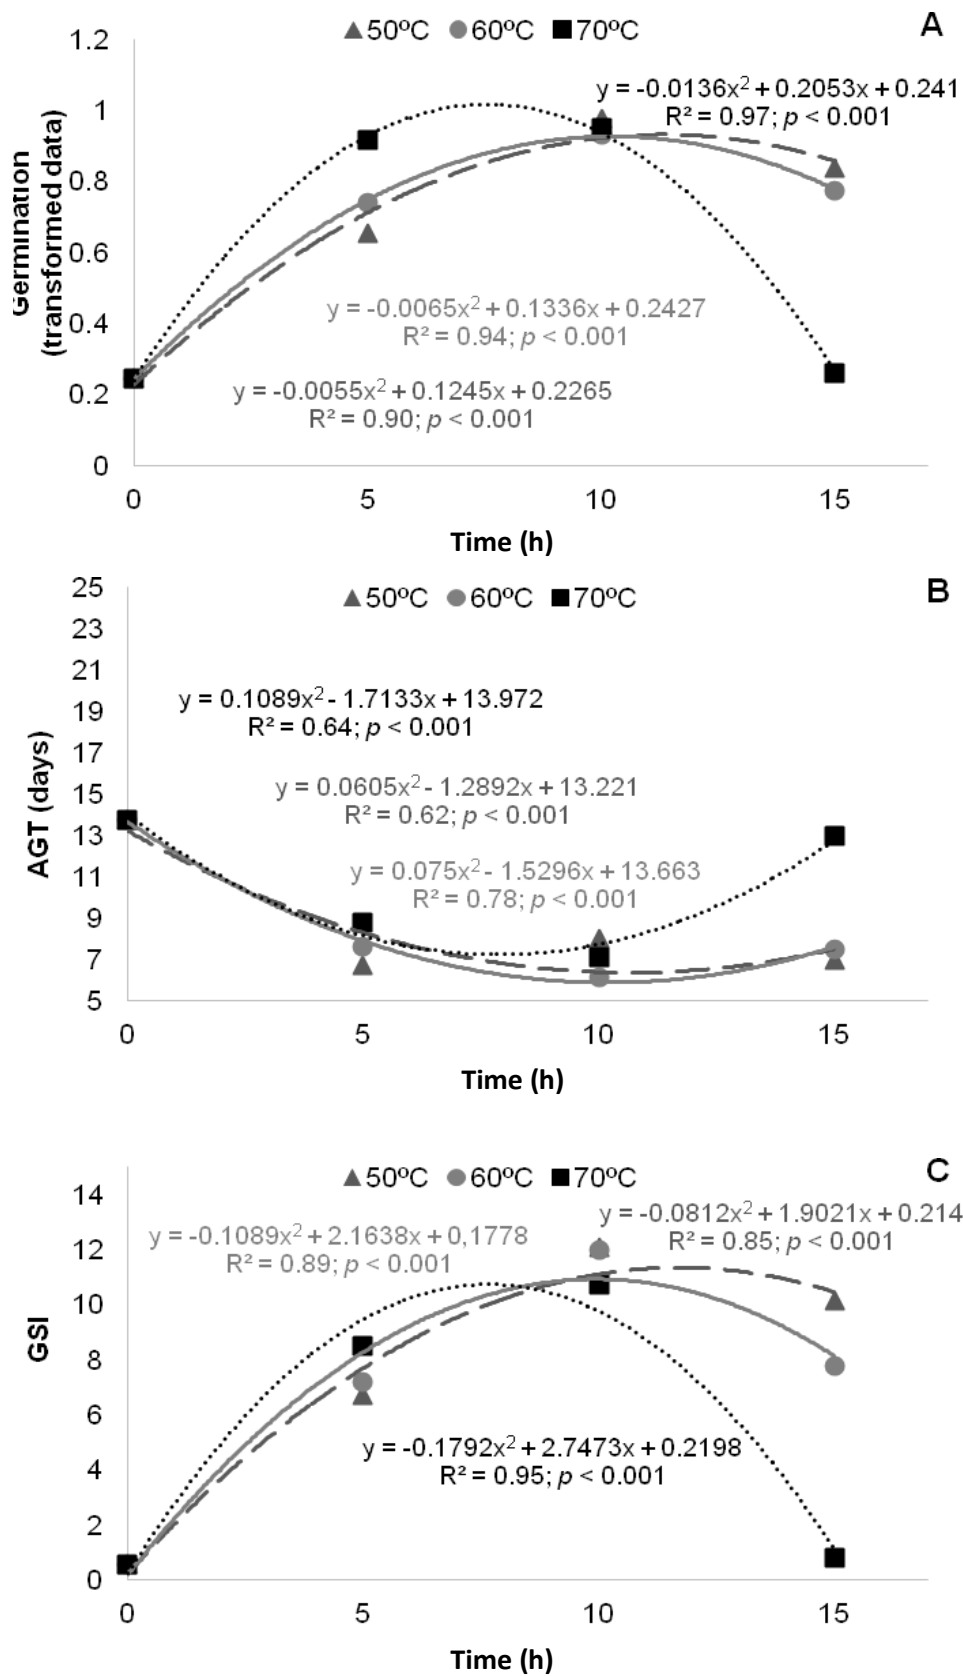 50ºC 60ºC 70ºC
A
1.2
1
0.8
0.6
0.4
0.2
0
Germination
(transformed data)
y = -0.0136x² + 0.2053x + 0.241
R² = 0.97; p < 0.001
y = -0.0065x² + 0.1336x + 0.2427
R² = 0.94; p < 0.001
y = -0.0055x² + 0.1245x + 0.2265
R² = 0.90; p < 0.001
0 5 10 15
Time (h)
50ºC 60ºC 70ºC
B
25
23
21
19
17
15
13
11
9
7
5
AGT (days)
y = 0.1089x² - 1.7133x + 13.972
R² = 0.64; p < 0.001
y = 0.0605x² - 1.2892x + 13.221
R² = 0.62; p < 0.001
y = 0.075x² - 1.5296x + 13.663
R² = 0.78; p < 0.001
0 5 10 15
Time (h)
50ºC 60ºC 70ºC
C
14
12
10
8
6
4
2
0
GSI
y = -0.1089x² + 2.1638x + 0,1778
R² = 0.89; p < 0.001
y = -0.0812x² + 1.9021x + 0.214
R² = 0.85; p < 0.001
y = -0.1792x² + 2.7473x + 0.2198
R² = 0.95; p < 0.001
0 5 10 15
Time (h)